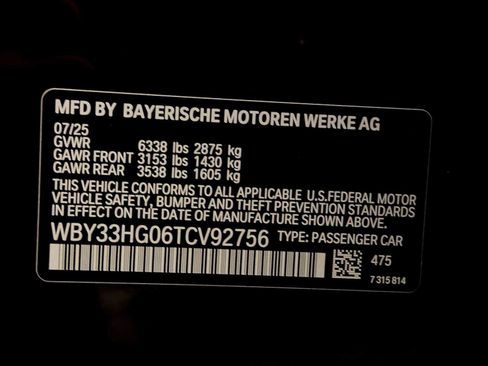 MFD BY BAYERISCHE MOTOREN WERKE AG
07/25
GVWR 6338 lbs 2875 kg
GAWR FRONT 3153 lbs 1430 kg
GAWR REAR 3538 lbs 1605 kg
THIS VEHICLE CONFORMS TO ALL APPLICABLE U.S.FEDERAL MOTOR
VEHICLE SAFETY, BUMPER AND THEFT PREVENTION STANDARDS
IN EFFECT ON THE DATE OF MANUFACTURE SHOWN ABOVE.
WBY33HG06TCV92756 TYPE: PASSENGER CAR
475
7 315 814